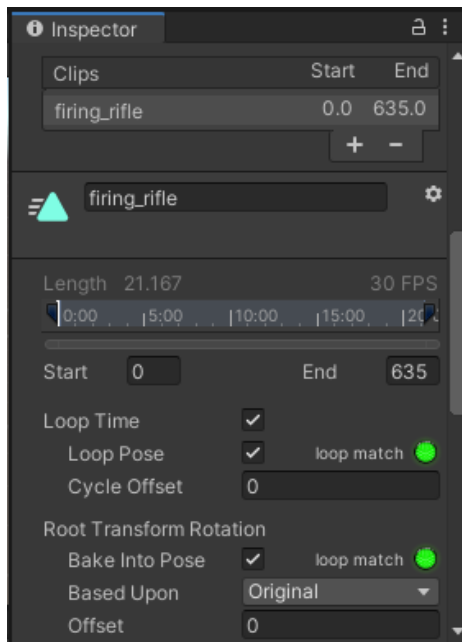 Inspector
Clips Start End
firing_rifle 0.0 635.0
+ -
firing_rifle
Length 21.167 30 FPS
0:00 5:00 10:00 15:00 20:
Start 0 End 635
Loop Time
Loop Pose loop match
Cycle Offset 0
Root Transform Rotation
Bake Into Pose loop match
Based Upon Original
Offset 0